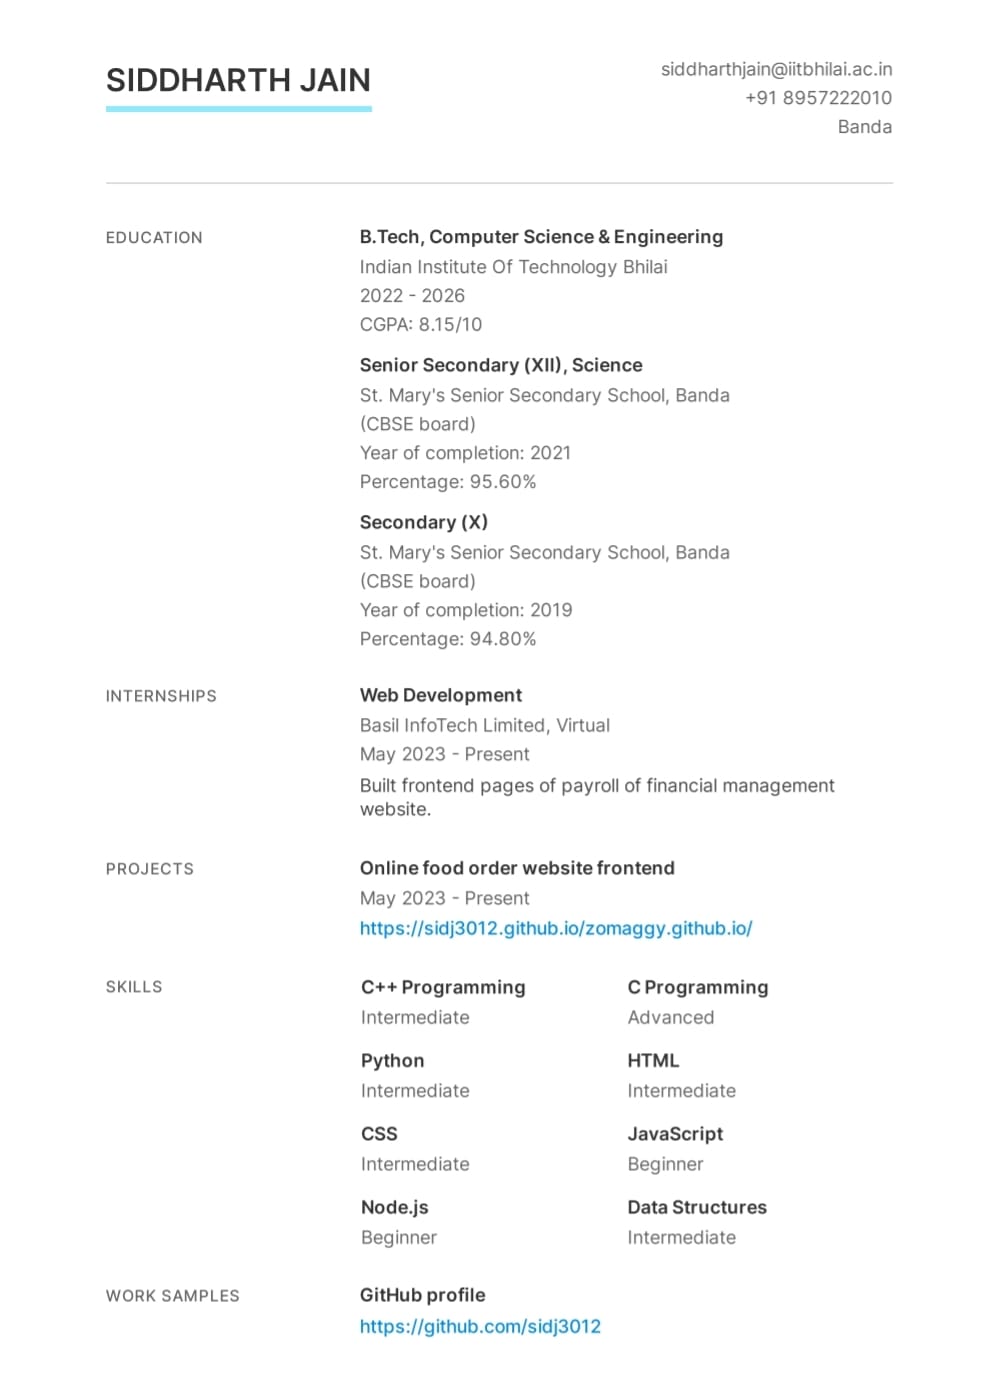 SIDDHARTH JAIN
siddharthjain@iitbhilai.ac.in
+91 8957222010
Banda
EDUCATION
B.Tech, Computer Science & Engineering
Indian Institute Of Technology Bhilai
2022 - 2026
CGPA: 8.15/10
Senior Secondary (XII), Science
St. Mary's Senior Secondary School, Banda
(CBSE board)
Year of completion: 2021
Percentage: 95.60%
Secondary (X)
St. Mary's Senior Secondary School, Banda
(CBSE board)
Year of completion: 2019
Percentage: 94.80%
INTERNSHIPS
Web Development
Basil InfoTech Limited, Virtual
May 2023 - Present
Built frontend pages of payroll of financial management
website.
PROJECTS
Online food order website frontend
May 2023 - Present
https://sidj3012.github.io/zomaggy.github.io/
SKILLS
C++ Programming
Intermediate
C Programming
Advanced
Python
Intermediate
HTML
Intermediate
CSS
Intermediate
JavaScript
Beginner
Node.js
Beginner
Data Structures
Intermediate
WORK SAMPLES
GitHub profile
https://github.com/sidj3012